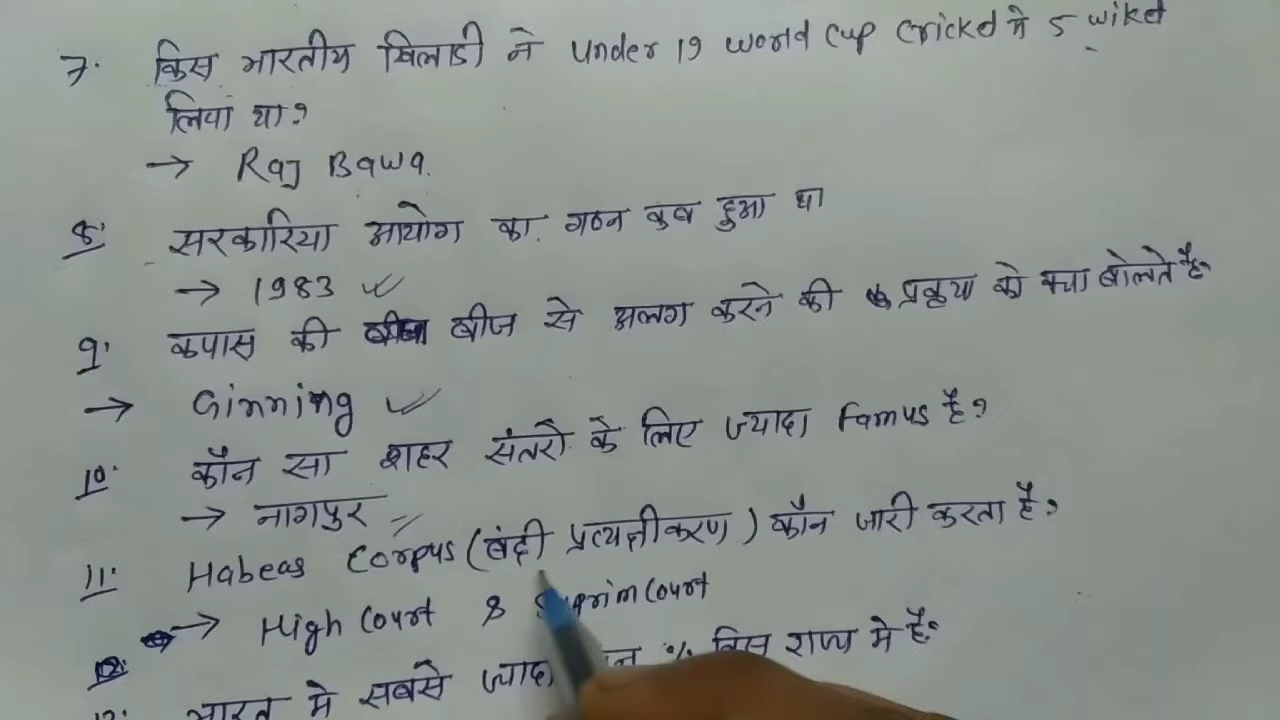 7. किस भारतीय खिलाडी ने under 19 world cup cricket मे 5 wiket
लिया था?
→ Raj Bawa.
8. सरकारिया आयोग का गठन कब हुआ था
→ 1983
9. कपास की बीज से अलग करने की प्रकृया को क्या बोलते है?
→ Ginning
10. कौन सा शहर संतरो के लिए ज्यादा Famus है?
→ नागपुर
11. Habeas Corpus (बंदी प्रत्यक्षीकरण) कौन जारी करता है?
→ High Court & Suprim Court
भारत मे सबसे ज्यादा % किस राज्य मे है?